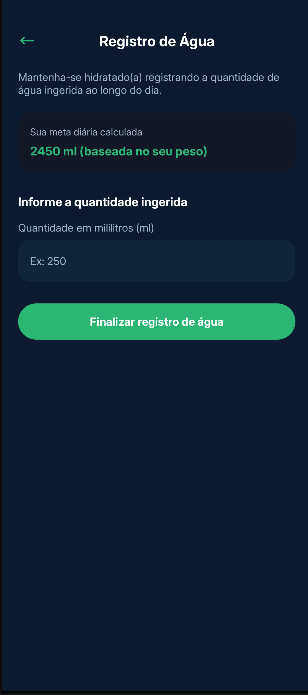 Registro de Água
Mantenha-se hidratado(a) registrando a quantidade de
água ingerida ao longo do dia.
Sua meta diária calculada
2450 ml (baseada no seu peso)
Informe a quantidade ingerida
Quantidade em mililitros (ml)
Ex: 250
Finalizar registro de água